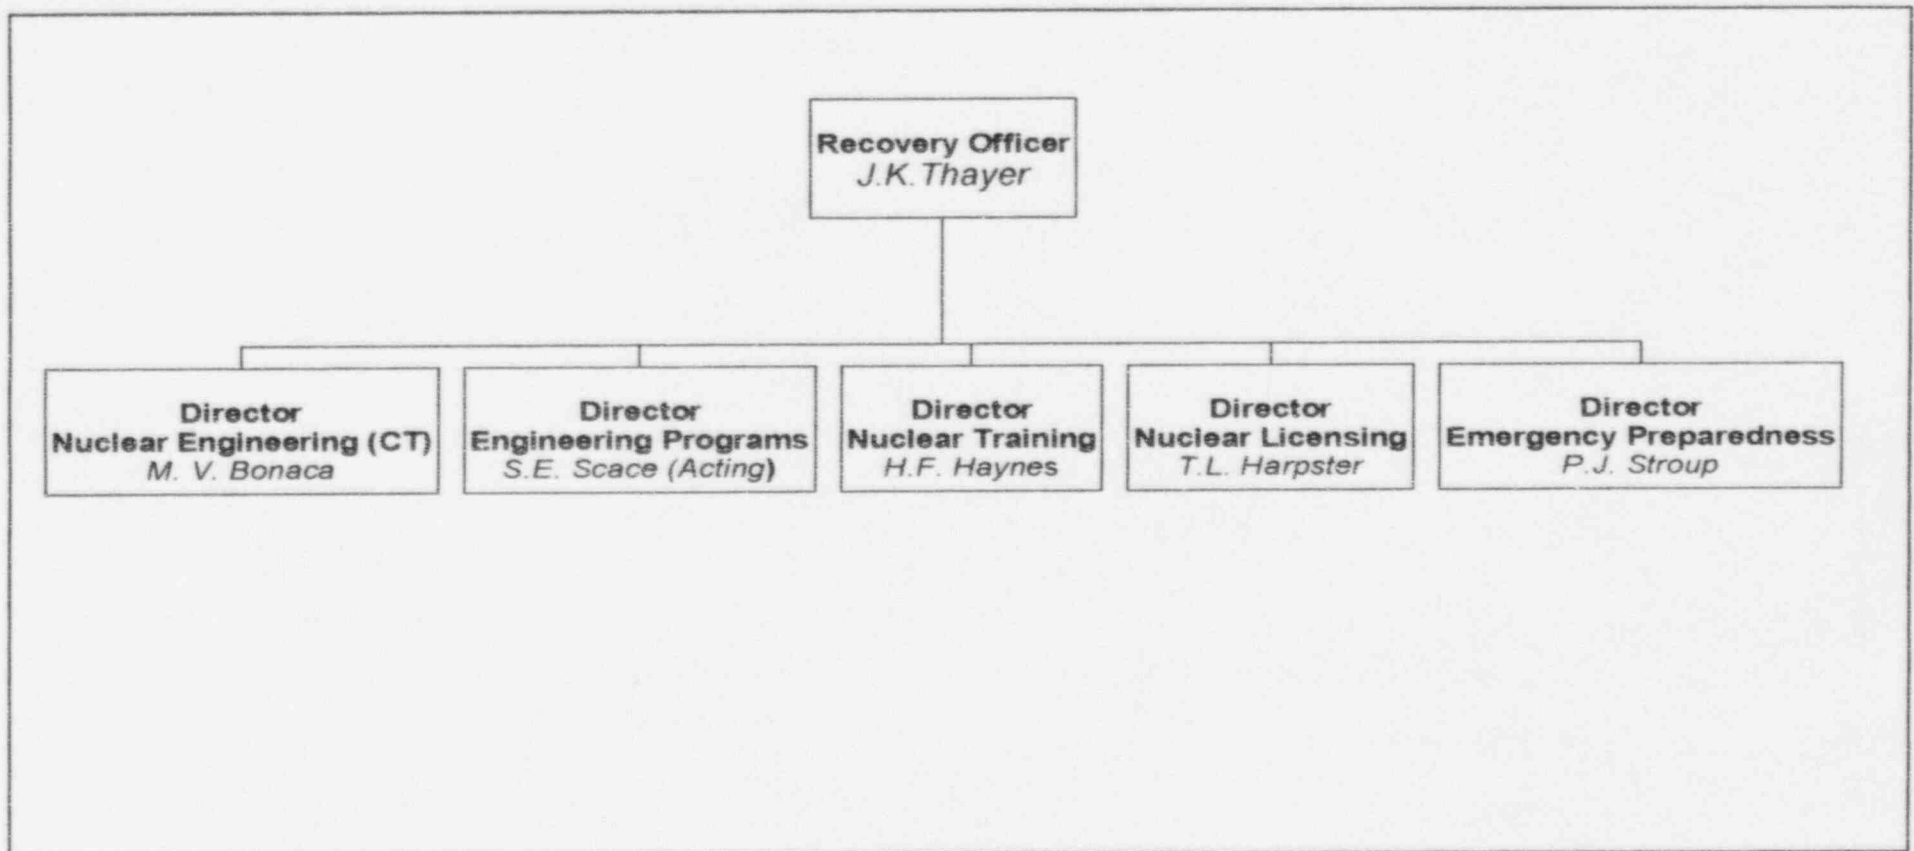 Recovery Officer
J.K. Thayer
Director
Nuclear Engineering (CT)
M. V. Bonaca
Director
Engineering Programs
S.E. Scace (Acting)
Director
Nuclear Training
H.F. Haynes
Director
Nuclear Licensing
T.L. Harpster
Director
Emergency Preparedness
P.J. Stroup